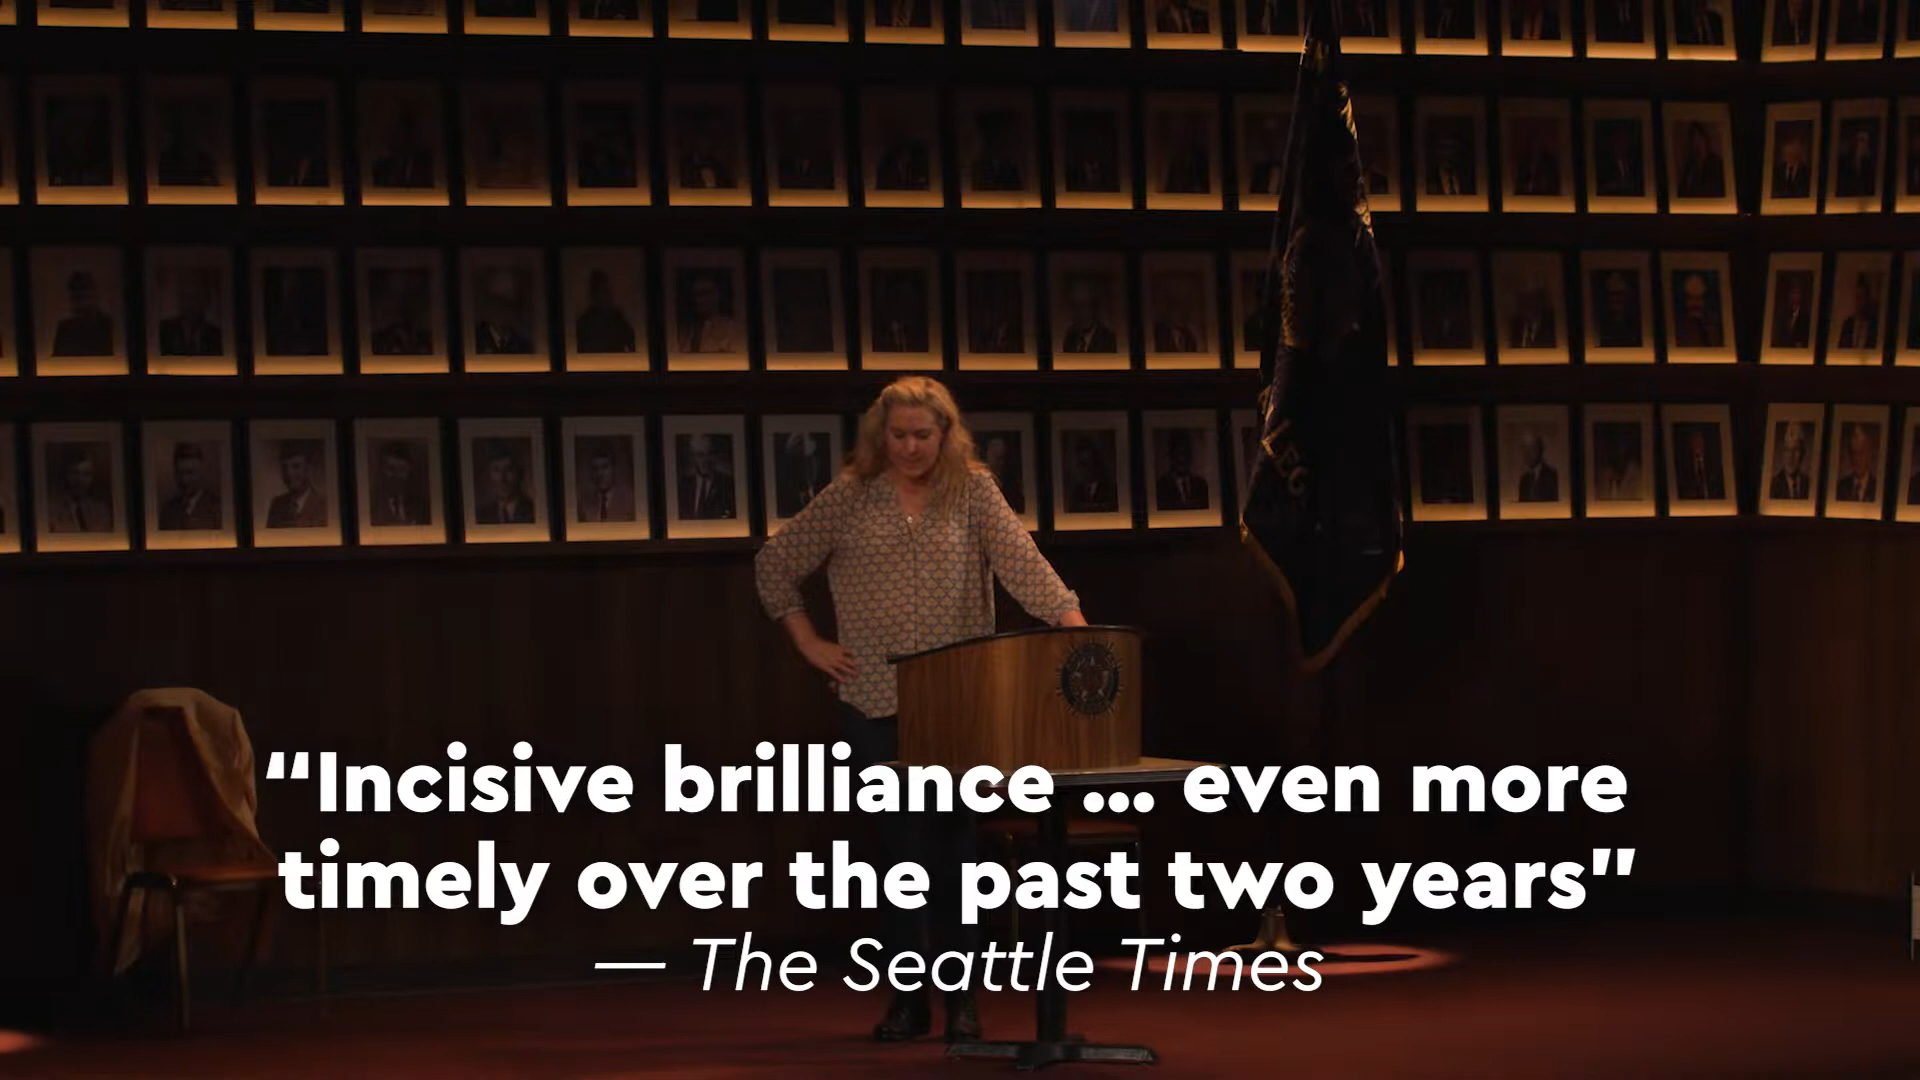 “Incisive brilliance ... even more
timely over the past two years”
— The Seattle Times